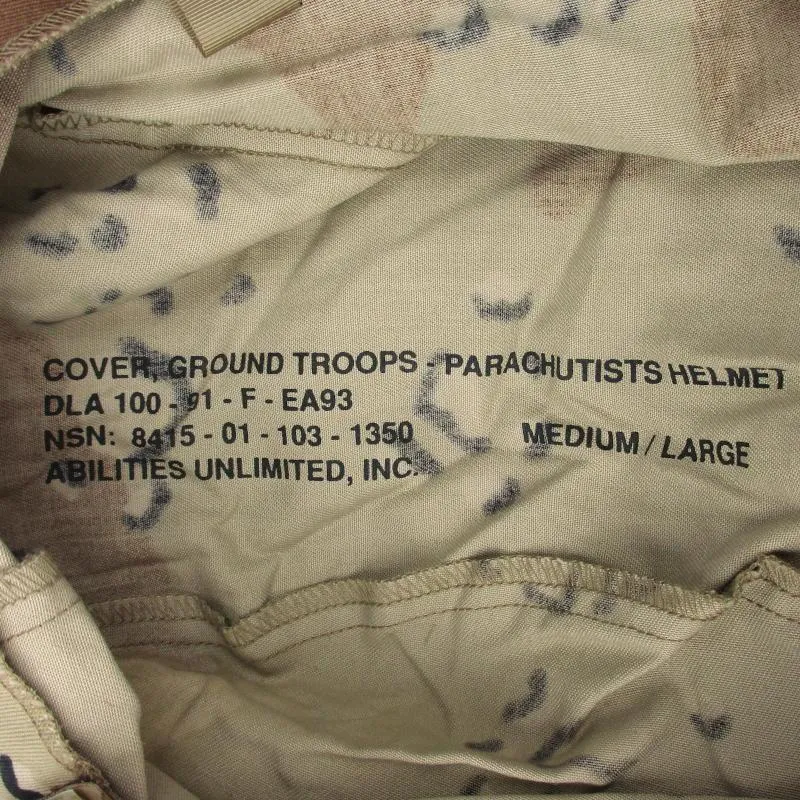 COVER, GROUND TROOPS - PARACHUTISTS HELMET
DLA 100 - 91 - F - EA93
NSN: 8415 - 01 - 103 - 1350 MEDIUM / LARGE
ABILITIES UNLIMITED, INC.